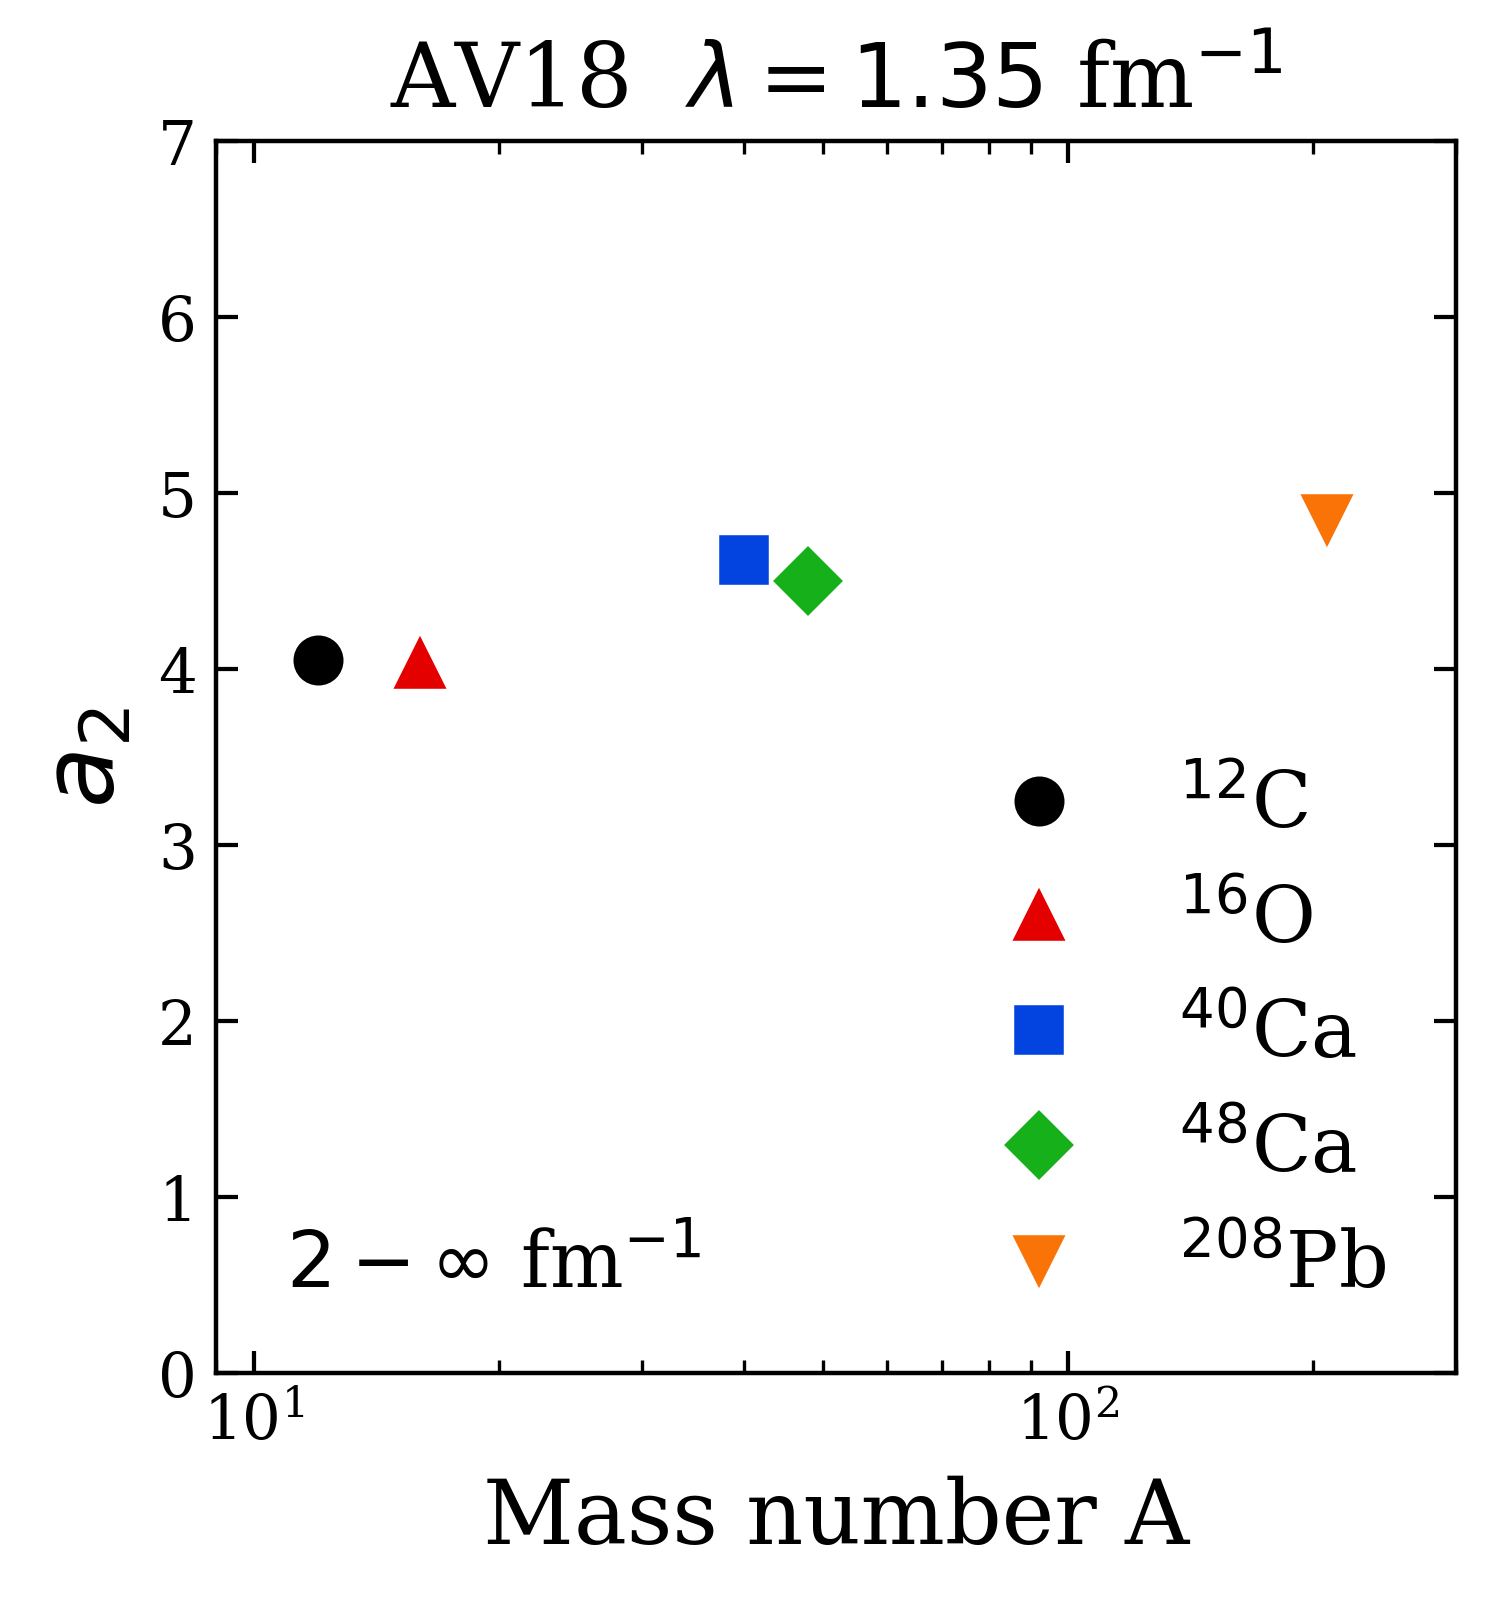 AV18 λ = 1.35 fm⁻¹
7
6
5
4
3
2
1
0
a₂
¹²C
¹⁶O
⁴⁰Ca
⁴⁸Ca
²⁰⁸Pb
2 − ∞ fm⁻¹
10¹ 10²
Mass number A